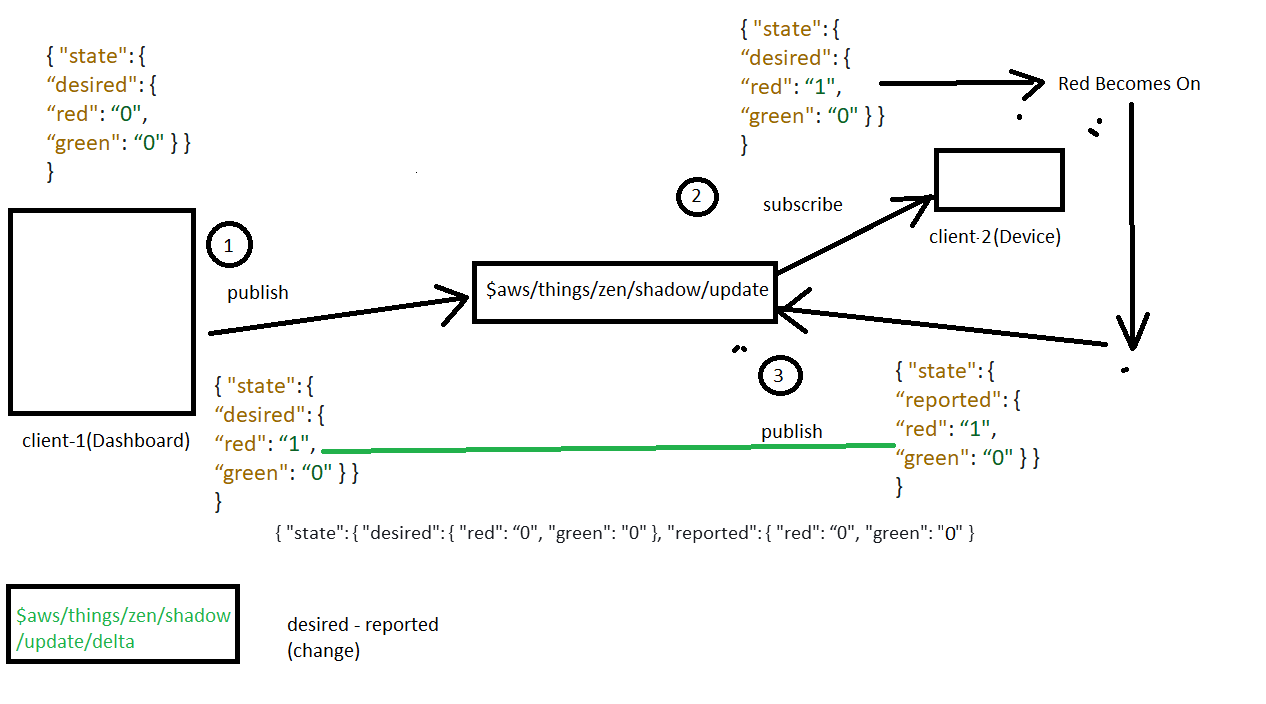 { "state": {
“desired": {
“red": “0",
“green": “0" } }
}
{ "state": {
“desired": {
“red": “1",
“green": “0" } }
}
Red Becomes On
2
subscribe
client-2(Device)
1
publish
$aws/things/zen/shadow/update
client-1(Dashboard)
{ "state": {
“desired": {
“red": “1",
“green": “0" } }
}
3
publish
{ "state": {
“reported": {
“red": “1",
“green": “0" } }
}
{ "state": { "desired": { "red": “0", "green": "0" }, "reported": { "red": “0", "green": "0" }
$aws/things/zen/shadow
/update/delta
desired - reported
(change)